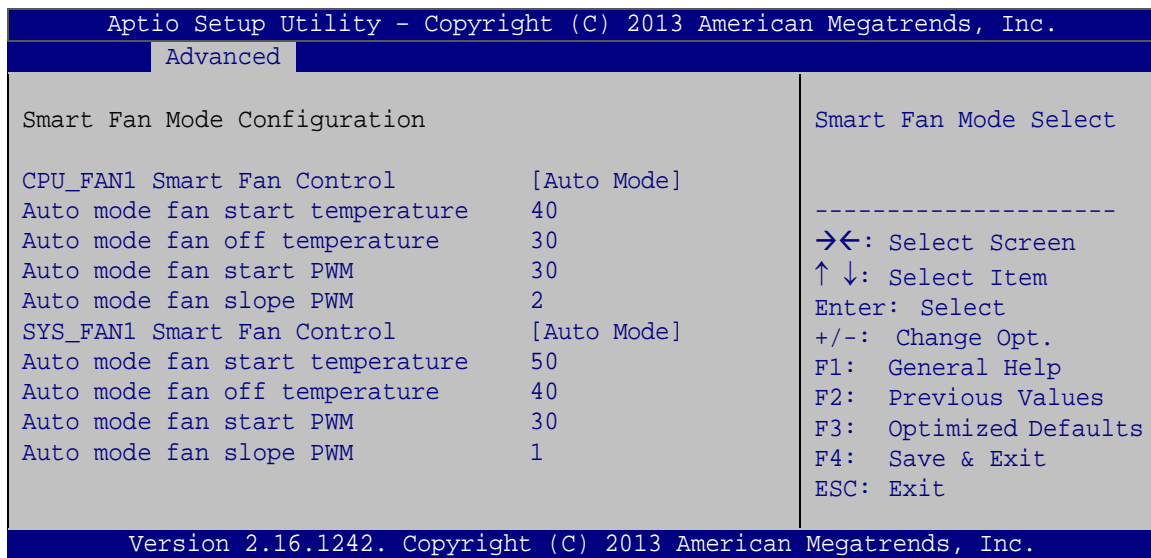 Aptio Setup Utility – Copyright (C) 2013 American Megatrends, Inc.
Advanced
Smart Fan Mode Configuration
CPU_FAN1 Smart Fan Control [Auto Mode]
Auto mode fan start temperature 40
Auto mode fan off temperature 30
Auto mode fan start PWM 30
Auto mode fan slope PWM 2
SYS_FAN1 Smart Fan Control [Auto Mode]
Auto mode fan start temperature 50
Auto mode fan off temperature 40
Auto mode fan start PWM 30
Auto mode fan slope PWM 1
Smart Fan Mode Select
---------------------
→←: Select Screen
↑ ↓: Select Item
Enter: Select
+/-: Change Opt.
F1: General Help
F2: Previous Values
F3: Optimized Defaults
F4: Save & Exit
ESC: Exit
Version 2.16.1242. Copyright (C) 2013 American Megatrends, Inc.